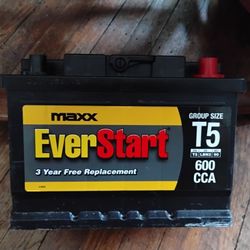 maxx
EverStart
3 Year Free Replacement
GROUP SIZE
T5
600
CCA